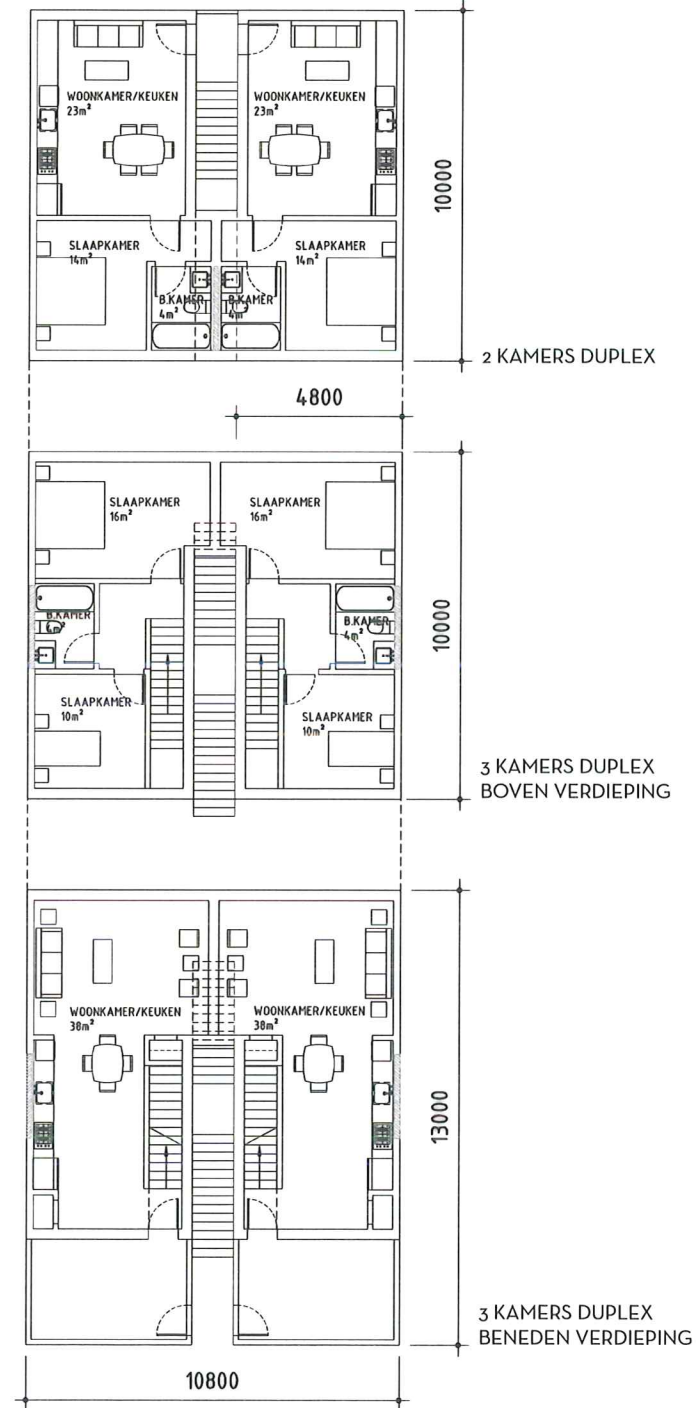 WOONKAMER/KEUKEN
23m²
WOONKAMER/KEUKEN
23m²
10000
SLAAPKAMER
14m²
SLAAPKAMER
14m²
B.KAMER
4m²
B.KAMER
4m²
2 KAMERS DUPLEX
4800
SLAAPKAMER
16m²
SLAAPKAMER
16m²
10000
B.KAMER
4m²
B.KAMER
4m²
SLAAPKAMER
10m²
SLAAPKAMER
10m²
3 KAMERS DUPLEX
BOVEN VERDIEPING
WOONKAMER/KEUKEN
38m²
WOONKAMER/KEUKEN
38m²
13000
3 KAMERS DUPLEX
BENEDEN VERDIEPING
10800